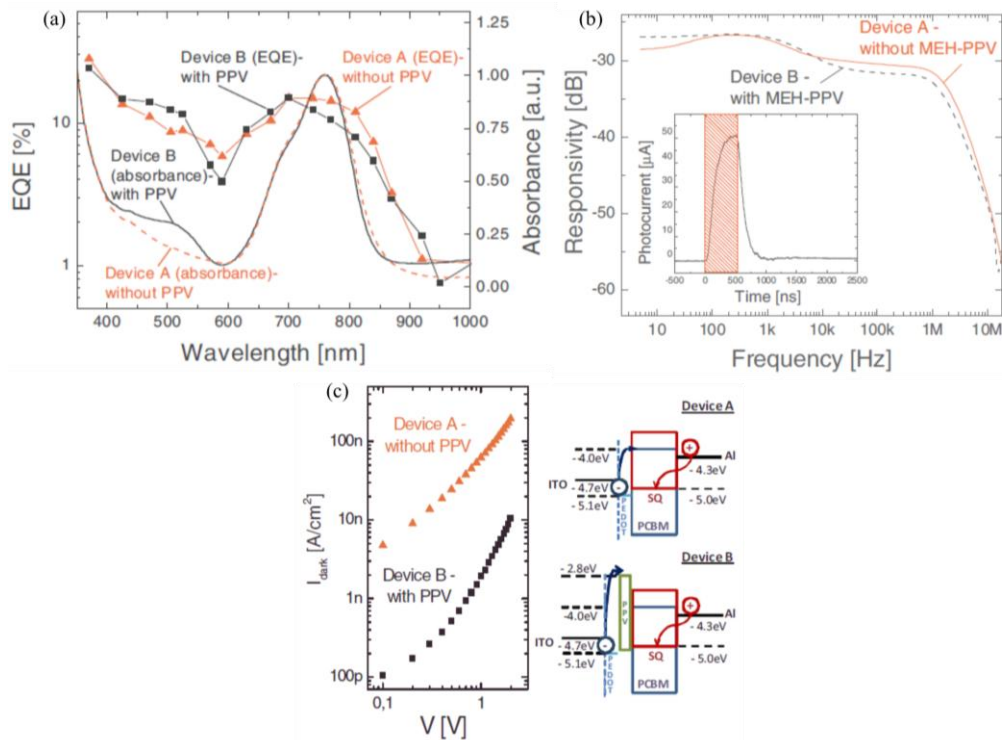 (a)
EQE [%]
10
1
Device B (EQE)-
with PPV
Device A (EQE)-
without PPV
Device B
(absorbance)-
with PPV
Device A (absorbance)-
without PPV
1.25
1.00
0.75
0.50
0.25
0.00
Absorbance [a.u.]
400 500 600 700 800 900 1000
Wavelength [nm]
(b)
Responsivity [dB]
-30
-40
-50
-60
Device A -
without MEH-PPV
Device B -
with MEH-PPV
Photocurrent [µA]
50
40
30
20
10
0
-500 0 500 1000 1500 2000 2500
Time [ns]
10 100 1k 10k 100k 1M 10M
Frequency [Hz]
(c)
I dark [A/cm²]
100n
10n
1n
100p
Device A -
without PPV
Device B -
with PPV
0,1 1
V [V]
Device A
-4.0eV
ITO
-4.7eV
-5.1eV
PEDOT
SQ
PCBM
+
-
Al
-4.3eV
-5.0eV
Device B
-2.8eV
-4.0eV
ITO
-4.7eV
-5.1eV
PEDOT
PPV
SQ
PCBM
+
-
Al
-4.3eV
-5.0eV